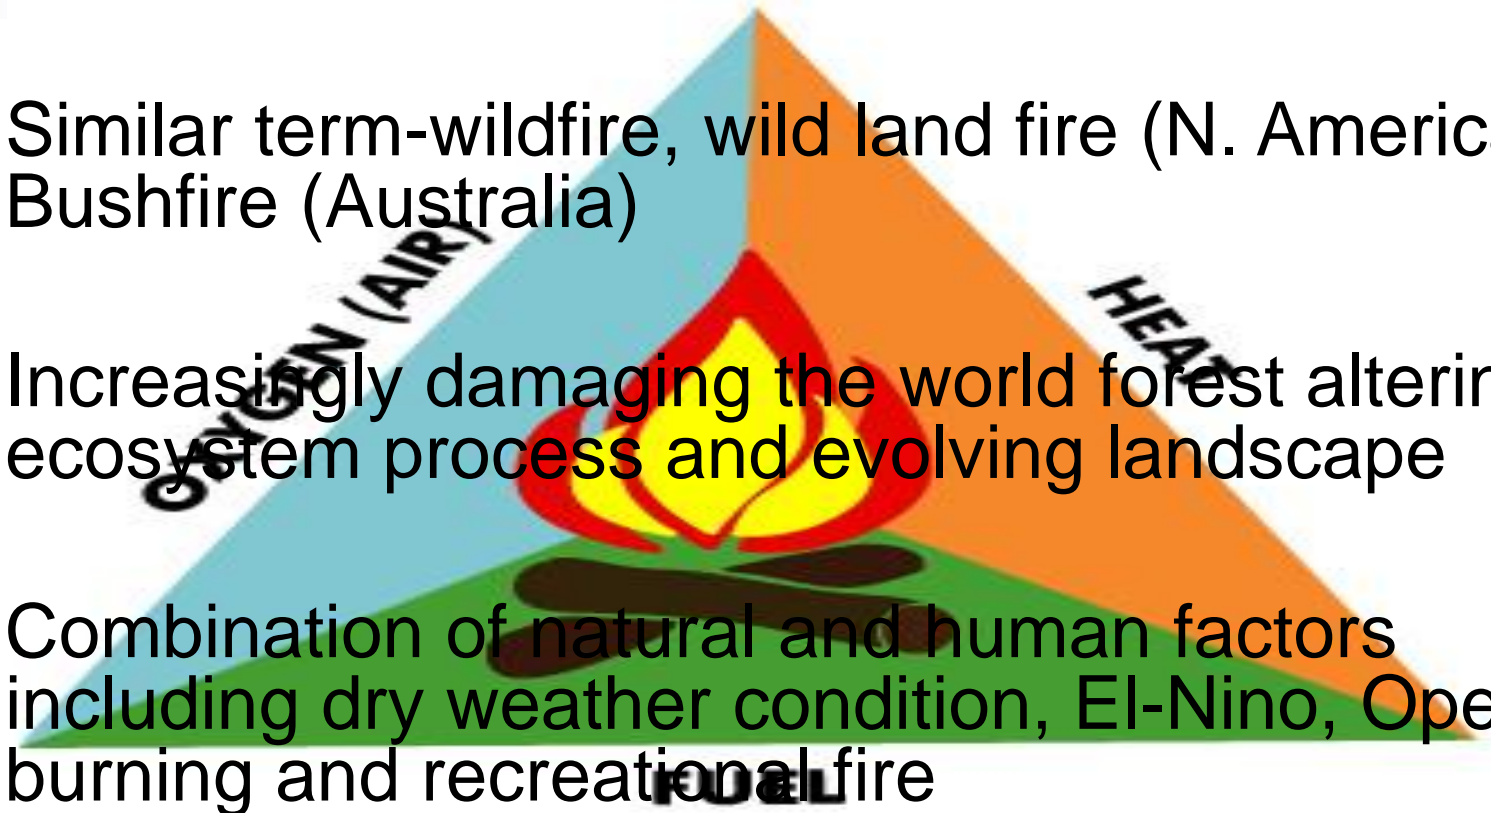 Similar term-wildfire, wild land fire (N. America
Bushfire (Australia)
OXYGEN (AIR)
HEAT
Increasingly damaging the world forest alterin
ecosystem process and evolving landscape
Combination of natural and human factors
including dry weather condition, El-Nino, Ope
burning and recreational fire
FUEL